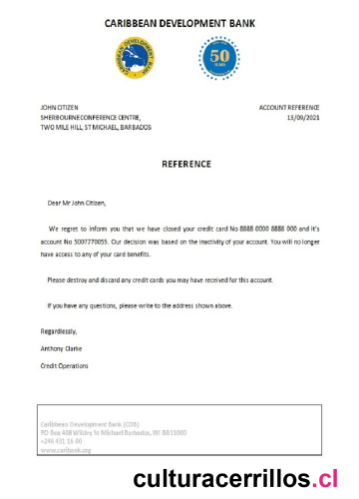 CARIBBEAN DEVELOPMENT BANK
CARIBBEAN DEVELOPMENT BANK
50
YEARS
JOHN CITIZEN
ACCOUNT REFERENCE
SHERBOURNE CONFERENCE CENTRE,
13/09/2021
TWO MILE HILL, ST MICHAEL, BARBADOS
REFERENCE
Dear Mr John Citizen,
We regret to inform you that we have closed your credit card No 8888 0000 8888 000 and it's
account No 3007770055. Our decision was based on the inactivity of your account. You will no longer
have access to any of your card benefits.
Please destroy and discard any credit cards you may have received for this account.
If you have any questions, please write to the address shown above.
Regardlessly,
Anthony Clarke
Credit Operations
Caribbean Development Bank (CDB)
PO Box 408 Wildey St Michael Barbados, WI BB11000
+246 431 16 00
www.caribank.org
culturacerrillos.cl